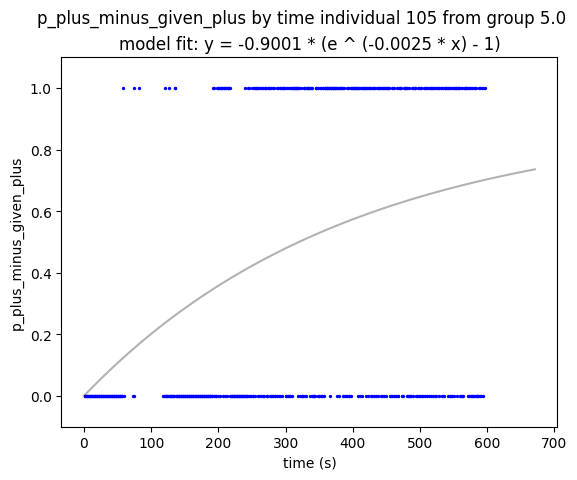 p_plus_minus_given_plus by time individual 105 from group 5.0
model fit: y = -0.9001 * (e ^ (-0.0025 * x) - 1)
1.0
0.8
0.6
0.4
0.2
0.0
p_plus_minus_given_plus
0 100 200 300 400 500 600 700
time (s)